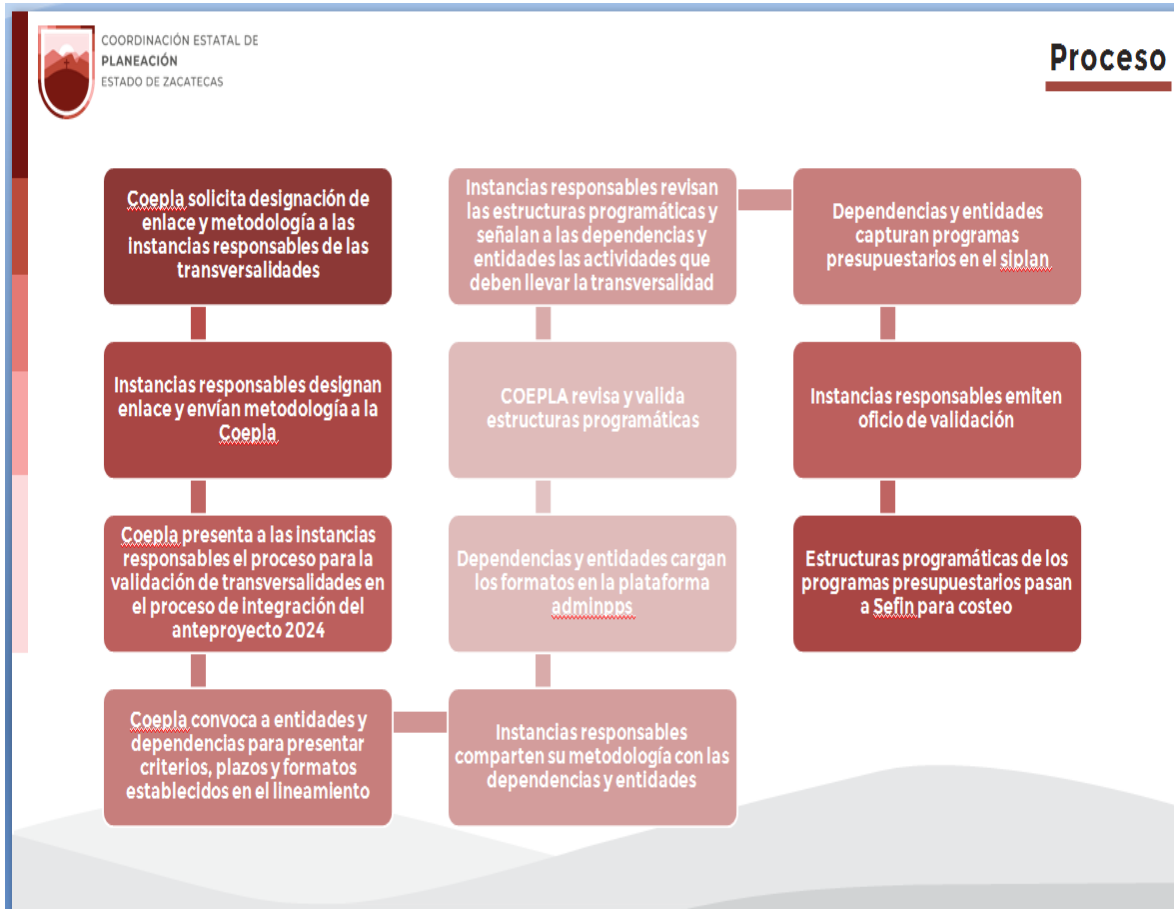 COORDINACIÓN ESTATAL DE
PLANEACIÓN
ESTADO DE ZACATECAS
Proceso
Coepla solicita designación de
enlace y metodología a las
instancias responsables de las
transversalidades
Instancias responsables designan
enlace y envían metodología a la
Coepla
Coepla presenta a las instancias
responsables el proceso para la
validación de transversalidades en
el proceso de integración del
anteproyecto 2024
Coepla convoca a entidades y
dependencias para presentar
criterios, plazos y formatos
establecidos en el lineamiento
Instancias responsables
comparten su metodología con las
dependencias y entidades
Dependencias y entidades cargan
los formatos en la plataforma
adminpps
COEPLA revisa y valida
estructuras programáticas
Instancias responsables revisan
las estructuras programáticas y
señalan a las dependencias y
entidades las actividades que
deben llevar la transversalidad
Dependencias y entidades
capturan programas
presupuestarios en el siplan
Instancias responsables emiten
oficio de validación
Estructuras programáticas de los
programas presupuestarios pasan
a Sefin para costeo